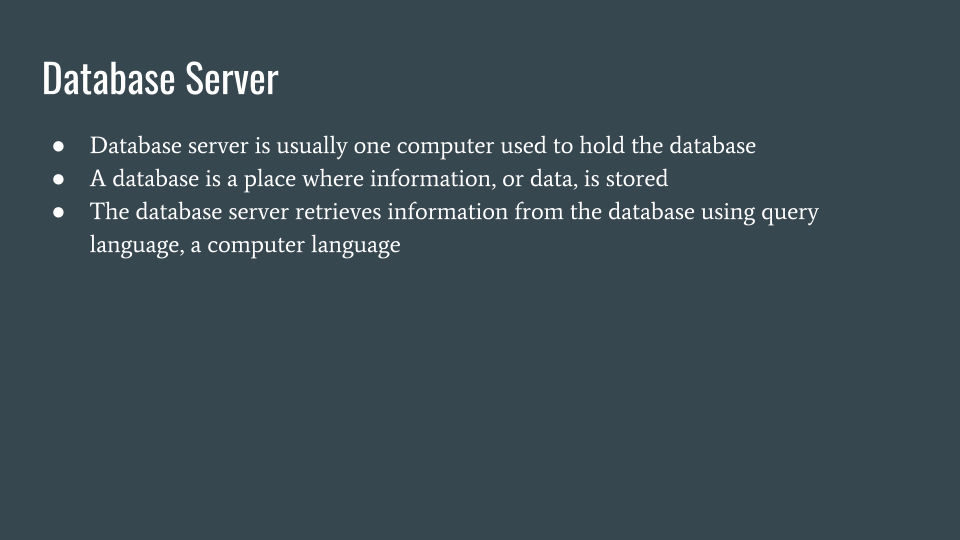 Database Server
● Database server is usually one computer used to hold the database
● A database is a place where information, or data, is stored
● The database server retrieves information from the database using query
language, a computer language